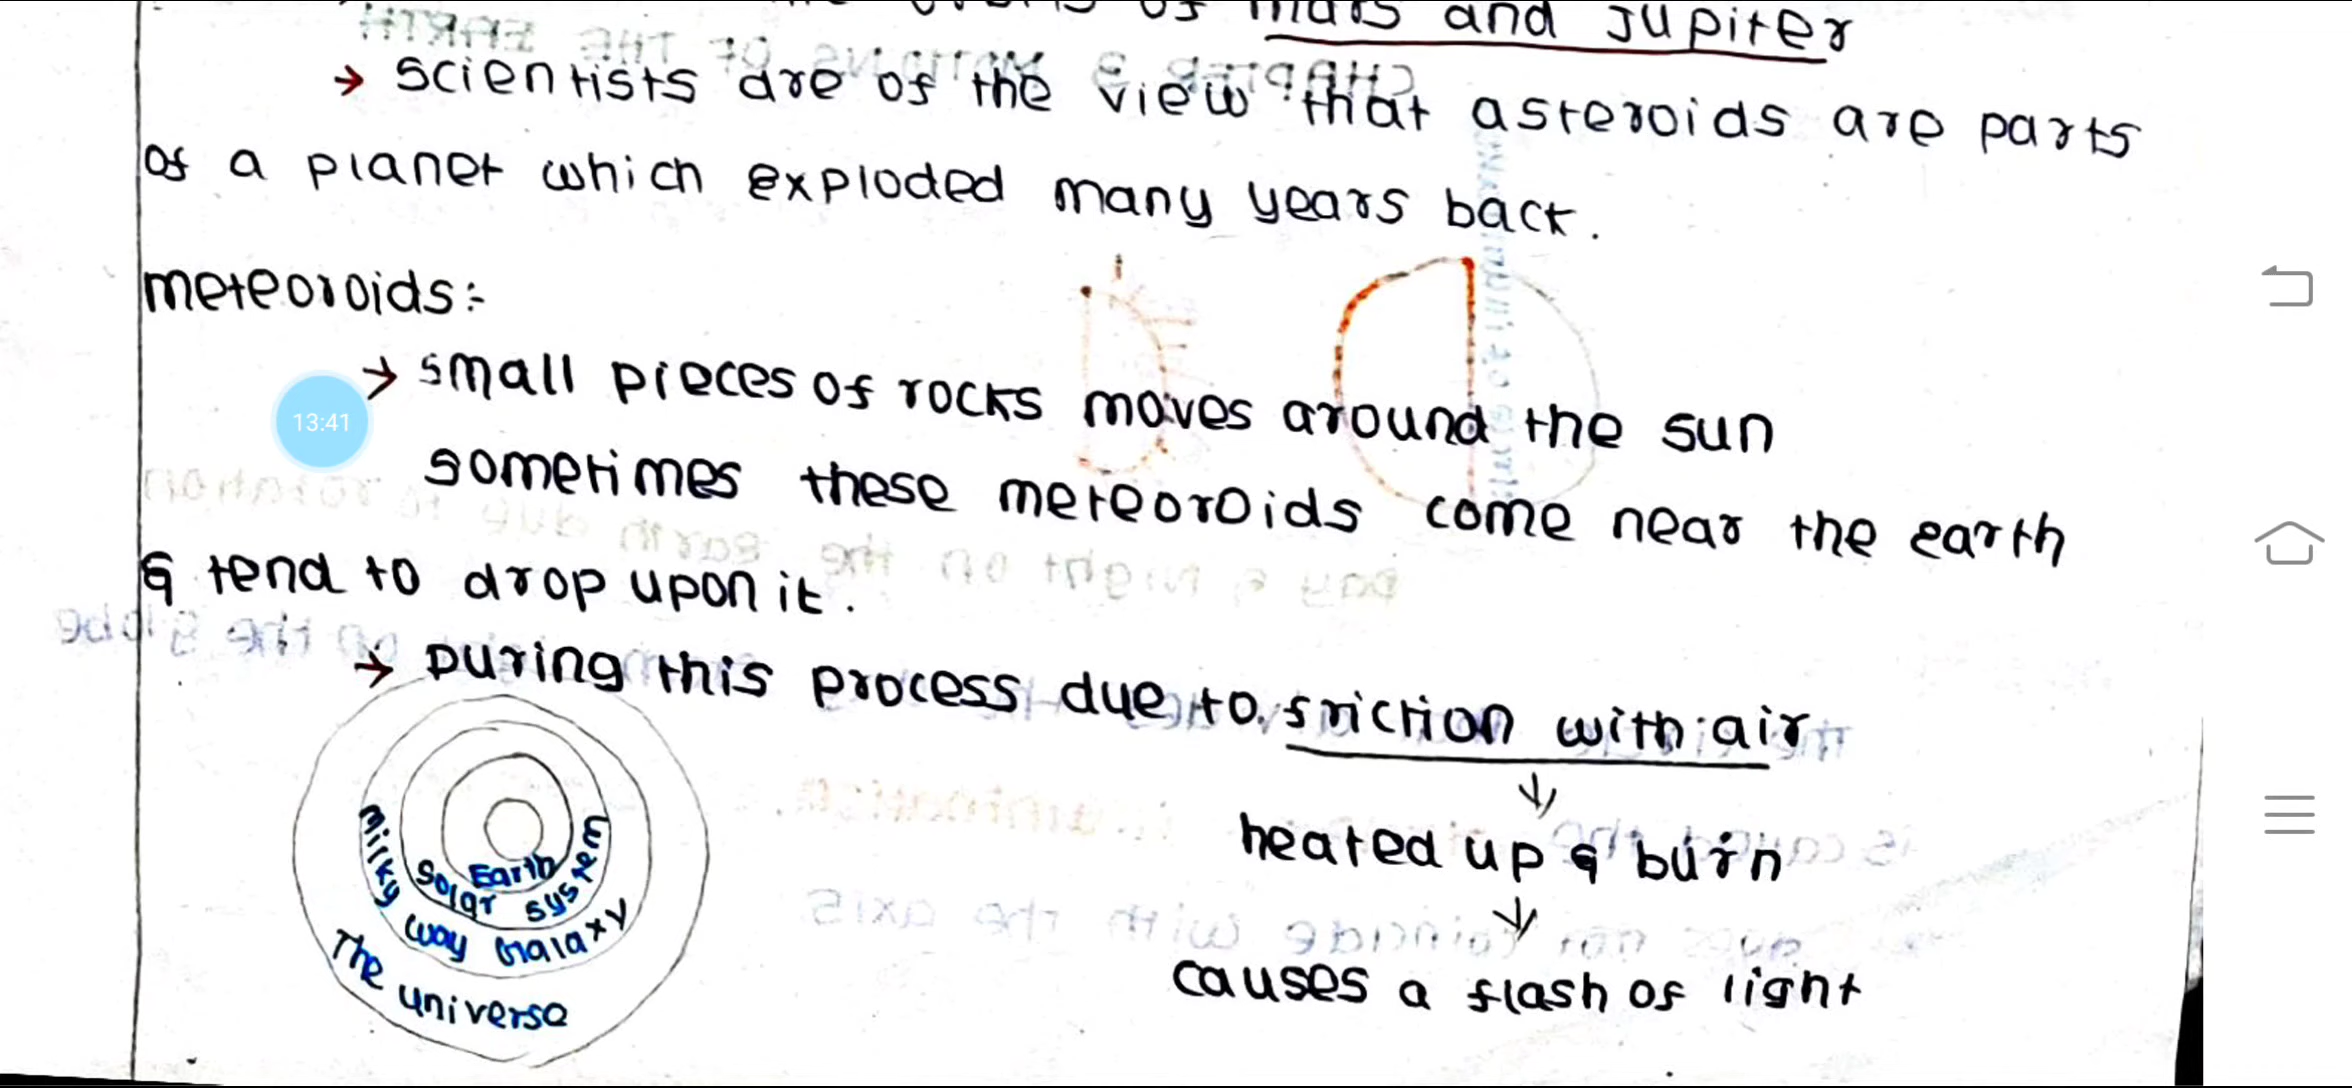 of mars and Jupiter
→ scientists are of the view that asteroids are parts
of a planet which exploded many years back.
meteoroids:-
→ small pieces of rocks moves around the sun
13:41
sometimes these meteoroids come near the earth
& tend to drop upon it.
→ During this process due to friction with air
↓
heated up & burn
↓
causes a flash of light
Earth
Solar system
milky way Galaxy
The universe